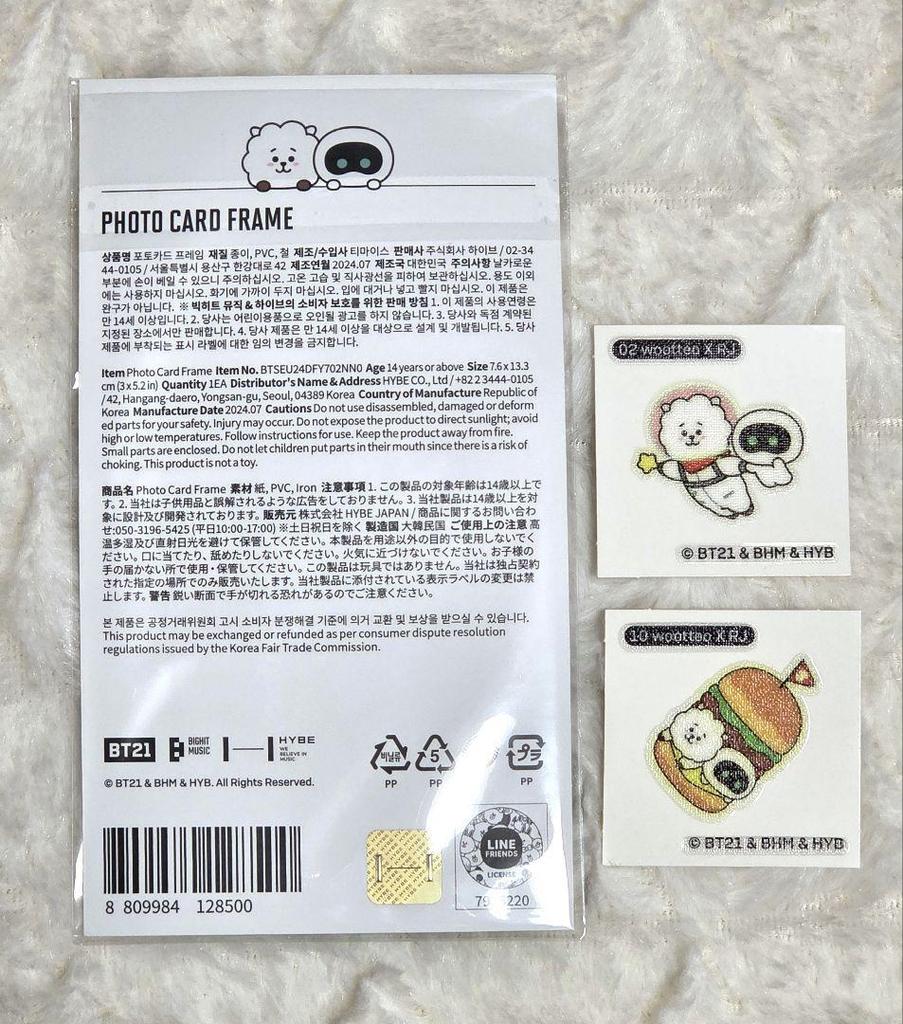 PHOTO CARD FRAME
상품명 포토카드 프레임 재질 종이, PVC, 철 제조/수입사 티마이스 판매사 주식회사 하이브 / 02-34
44-0105 / 서울특별시 용산구 한강대로 42 제조연월 2024.07 제조국 대한민국 주의사항 날카로운
부분에 손이 베일 수 있으니 주의하십시오. 고온 고습 및 직사광선을 피하여 보관하십시오. 용도 이외
에는 사용하지 마십시오. 화기에 가까이 두지 마십시오. 입에 대거나 넣고 빨지 마십시오. 이 제품은
완구가 아닙니다. ※ 빅히트 뮤직 & 하이브의 소비자 보호를 위한 판매 방침 1. 이 제품의 사용연령은
만 14세 이상입니다. 2. 당사는 어린이용품으로 오인될 광고를 하지 않습니다. 3. 당사와 독점 계약된
지정된 장소에서만 판매합니다. 4. 당사 제품은 만 14세 이상을 대상으로 설계 및 개발됩니다. 5. 당사
제품에 부착되는 표시 라벨에 대한 임의 변경을 금지합니다.
Item Photo Card Frame Item No. BTSEU24DFY702NN0 Age 14 years or above Size 7.6 x 13.3
cm (3 x 5.2 in) Quantity 1EA Distributor's Name & Address HYBE CO., Ltd / +82 2 3444-0105
/ 42, Hangang-daero, Yongsan-gu, Seoul, 04389 Korea Country of Manufacture Republic of
Korea Manufacture Date 2024.07 Cautions Do not use disassembled, damaged or deform
ed parts for your safety. Injury may occur. Do not expose the product to direct sunlight; avoid
high or low temperatures. Follow instructions for use. Keep the product away from fire.
Small parts are enclosed. Do not let children put parts in their mouth since there is a risk of
choking. This product is not a toy.
商品名 Photo Card Frame 素材 紙, PVC, Iron 注意事項 1. この製品の対象年齢は14歳以上で
す。2. 当社は子供用品と誤解されるような広告をしておりません。3. 当社製品は14歳以上を対
象に設計及び開発されております。販売元 株式会社 HYBE JAPAN / 商品に関するお問い合わ
せ:050-3196-5425 (平日10:00-17:00) ※土日祝日を除く 製造国 大韓民国 ご使用上の注意 高
温多湿及び直射日光を避けて保管してください。本製品を用途以外の目的で使用しないでく
ださい。口に当てたり、舐めたりしないでください。火気に近づけないでください。お子様の
手の届かない所で使用・保管してください。この製品は玩具ではありません。当社は独占契約
された指定の場所でのみ販売いたします。当社製品に添付されている表示ラベルの変更は禁
止します。警告 鋭い断面で手が切れる恐れがあるのでご注意ください。
본 제품은 공정거래위원회 고시 소비자 분쟁해결 기준에 의거 교환 및 보상을 받으실 수 있습니다.
This product may be exchanged or refunded as per consumer dispute resolution
regulations issued by the Korea Fair Trade Commission.
BT21 BIGHIT MUSIC HYBE WE BELIEVE IN MUSIC
비닐류 5 プラ
PP PP PP
© BT21 & BHM & HYB. All Rights Reserved.
8 809984 128500
LINE
FRIENDS
LICENSE
220
02 wootteo X RJ
© BT21 & BHM & HYB
10 wootteo X RJ
© BT21 & BHM & HYB